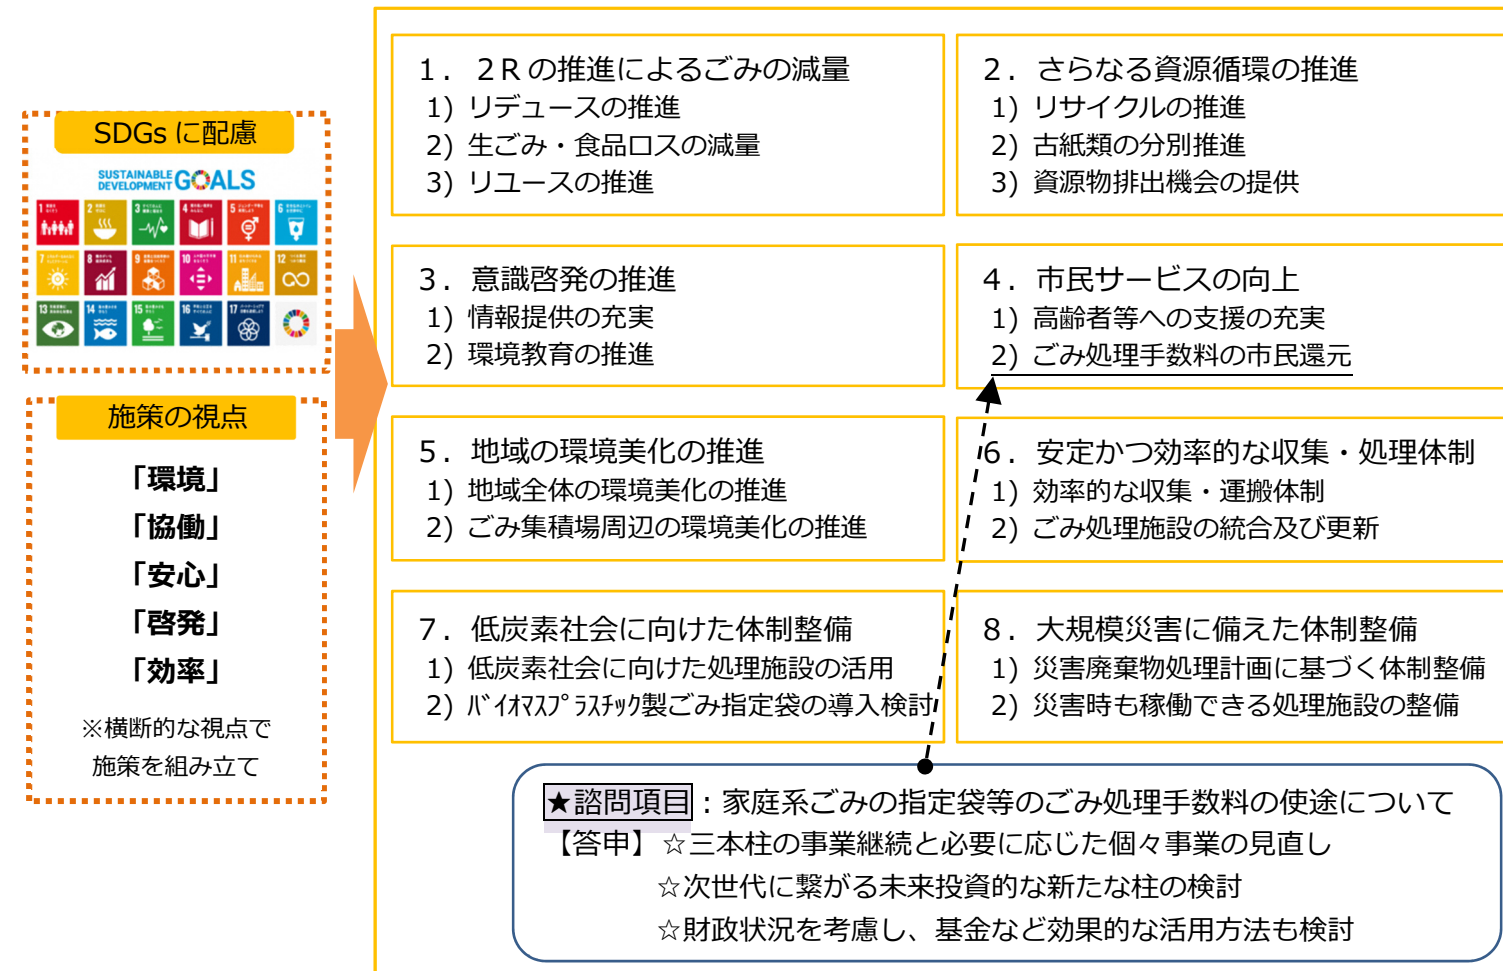 SDGs に配慮
SUSTAINABLE
DEVELOPMENT GOALS
1
2
3
4
5
6
7
8
9
10
11
12
13
14
15
16
17
施策の視点
「環境」
「協働」
「安心」
「啓発」
「効率」
※横断的な視点で
施策を組み立て
1．2Rの推進によるごみの減量
1) リデュースの推進
2) 生ごみ・食品ロスの減量
3) リユースの推進
2．さらなる資源循環の推進
1) リサイクルの推進
2) 古紙類の分別推進
3) 資源物排出機会の提供
3．意識啓発の推進
1) 情報提供の充実
2) 環境教育の推進
4．市民サービスの向上
1) 高齢者等への支援の充実
2) ごみ処理手数料の市民還元
5．地域の環境美化の推進
1) 地域全体の環境美化の推進
2) ごみ集積場周辺の環境美化の推進
6．安定かつ効率的な収集・処理体制
1) 効率的な収集・運搬体制
2) ごみ処理施設の統合及び更新
7．低炭素社会に向けた体制整備
1) 低炭素社会に向けた処理施設の活用
2) ﾊﾞｲｵﾏｽﾌﾟﾗｽﾁｯｸ製ごみ指定袋の導入検討
8．大規模災害に備えた体制整備
1) 災害廃棄物処理計画に基づく体制整備
2) 災害時も稼働できる処理施設の整備
★諮問項目：家庭系ごみの指定袋等のごみ処理手数料の使途について
【答申】☆三本柱の事業継続と必要に応じた個々事業の見直し
☆次世代に繋がる未来投資的な新たな柱の検討
☆財政状況を考慮し、基金など効果的な活用方法も検討